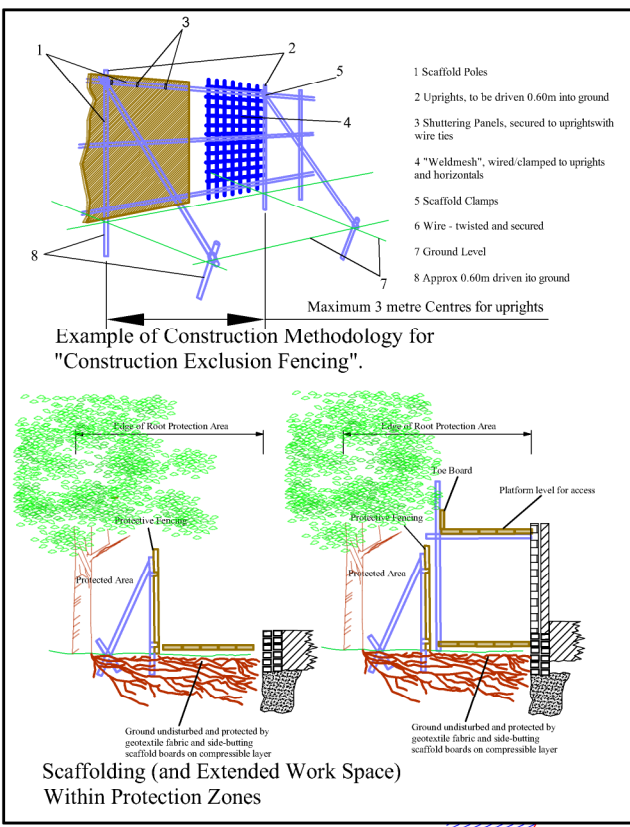 3
1
2
5
4
8
7
1 Scaffold Poles
2 Uprights, to be driven 0.60m into ground
3 Shuttering Panels, secured to uprightswith
wire ties
4 "Weldmesh", wired/clamped to uprights
and horizontals
5 Scaffold Clamps
6 Wire - twisted and secured
7 Ground Level
8 Approx 0.60m driven ito ground
Maximum 3 metre Centres for uprights
Example of Construction Methodology for
"Construction Exclusion Fencing".
Edge of Root Protection Area
Protective Fencing
Protected Area
Ground undisturbed and protected by
geotextile fabric and side-butting
scaffold boards on compressible layer
Edge of Root Protection Area
Toe Board
Platform level for access
Protective Fencing
Protected Area
Ground undisturbed and protected by
geotextile fabric and side-butting
scaffold boards on compressible layer
Scaffolding (and Extended Work Space)
Within Protection Zones